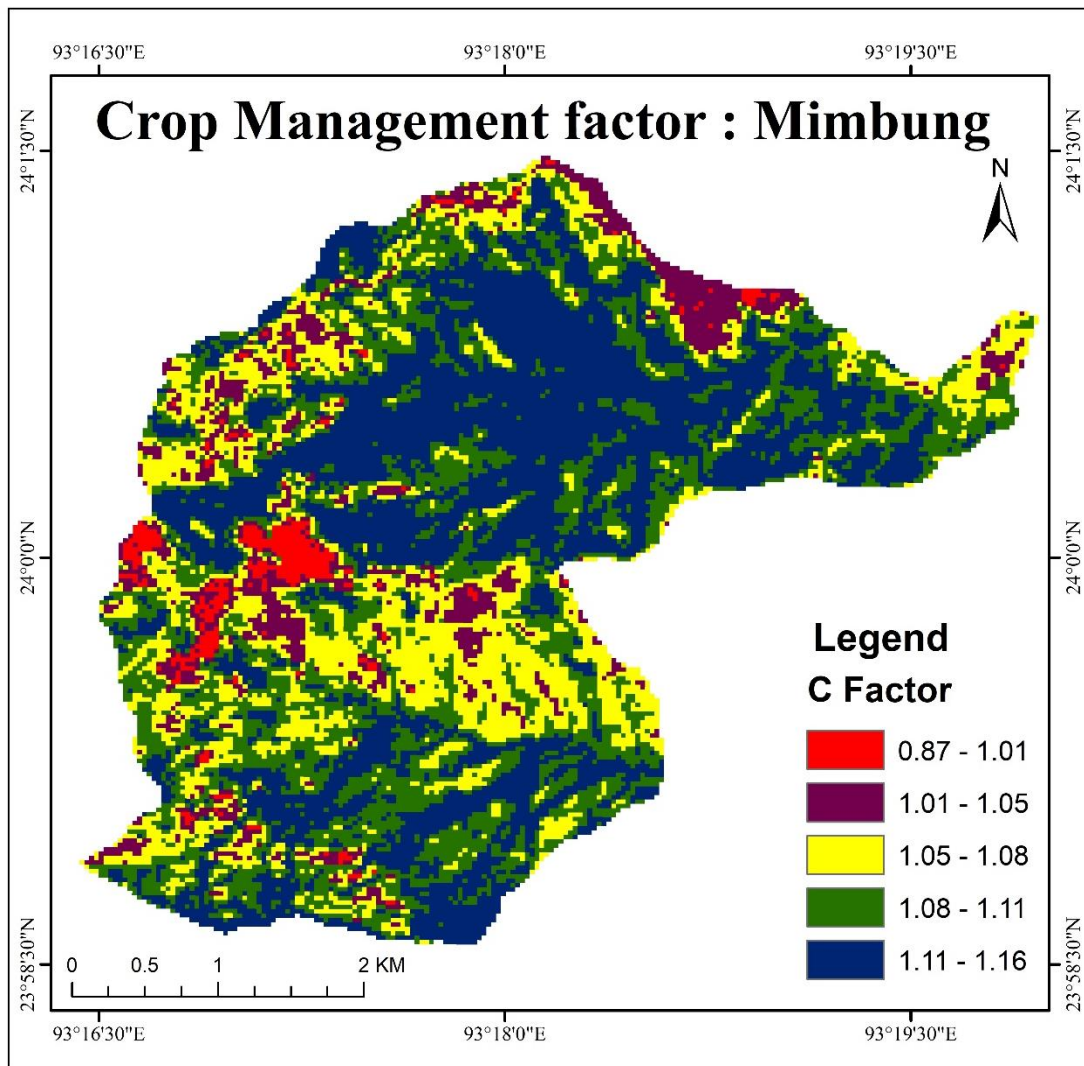 93°16'30"E 93°18'0"E 93°19'30"E
Crop Management factor : Mimbung
24°1'30"N 24°1'30"N
N
24°0'0"N 24°0'0"N
Legend
C Factor
0.87 - 1.01
1.01 - 1.05
1.05 - 1.08
1.08 - 1.11
1.11 - 1.16
0 0.5 1 2 KM
23°58'30"N 23°58'30"N
93°16'30"E 93°18'0"E 93°19'30"E